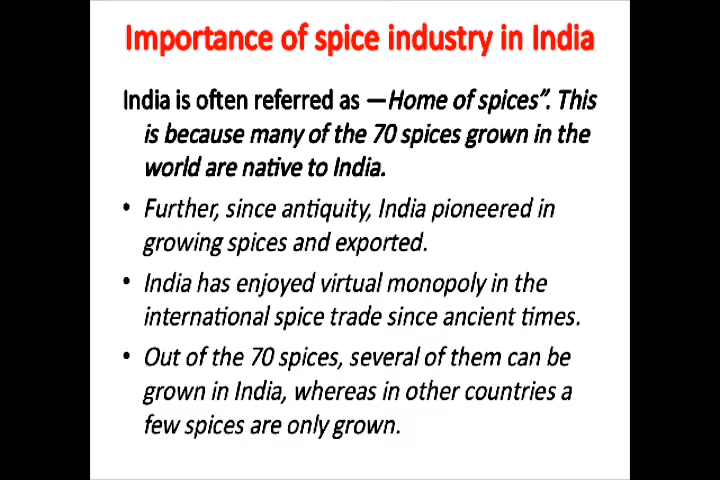 Importance of spice industry in India
India is often referred as —Home of spices”. This
is because many of the 70 spices grown in the
world are native to India.
• Further, since antiquity, India pioneered in
growing spices and exported.
• India has enjoyed virtual monopoly in the
international spice trade since ancient times.
• Out of the 70 spices, several of them can be
grown in India, whereas in other countries a
few spices are only grown.